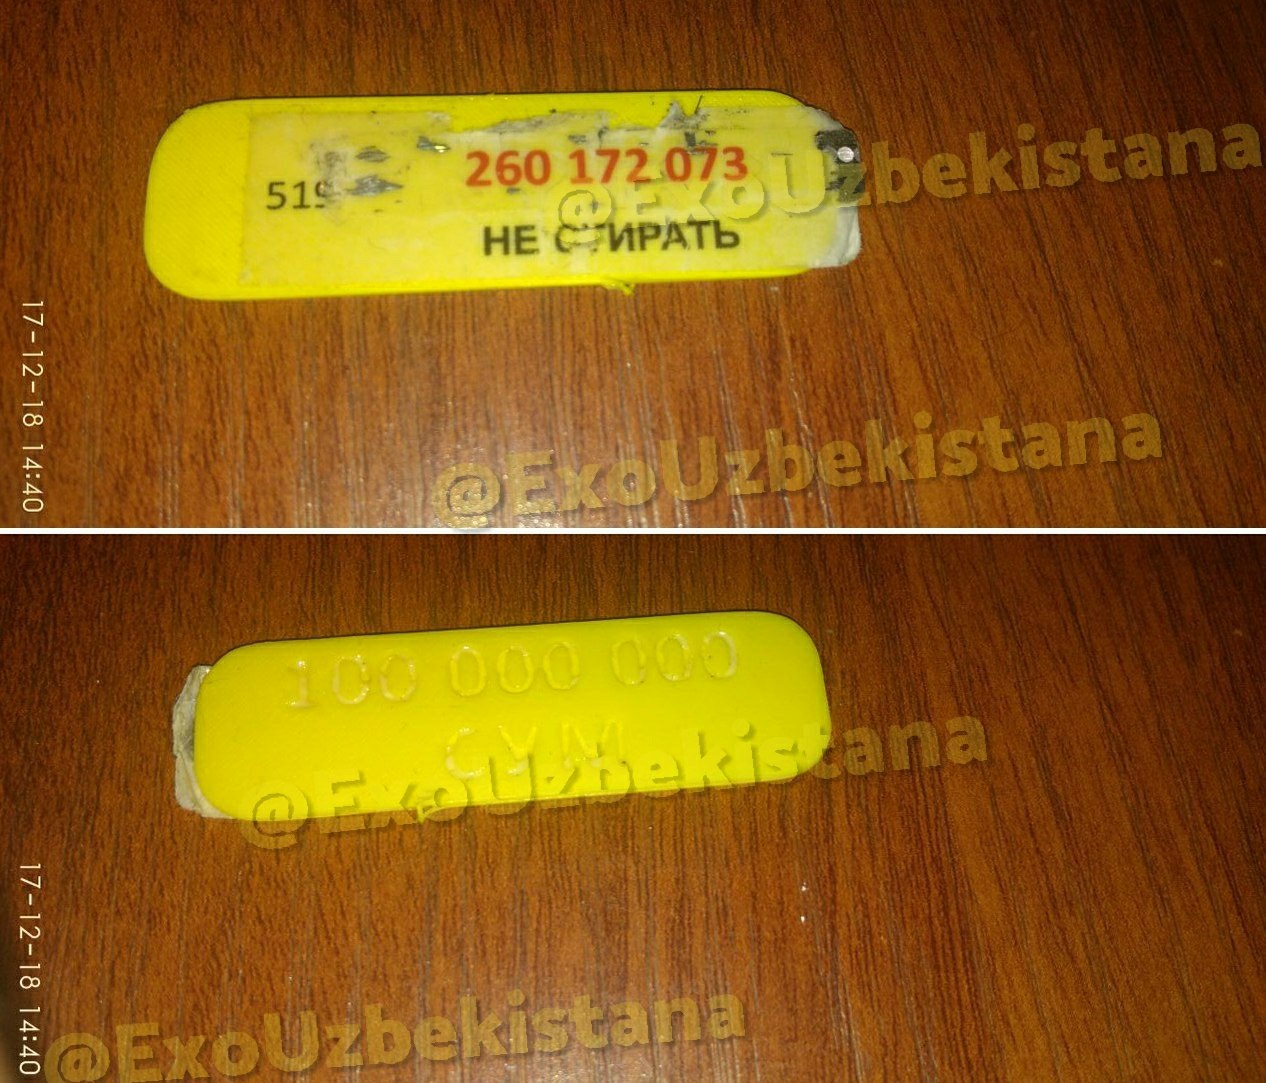 260 172 073
519
НЕ СТИРАТЬ
@ExoUzbekistana
@ExoUzbekistana
17-12-18 14:40
100 000 000
СУМ
@ExoUzbekistana
@ExoUzbekistana
17-12-18 14:40